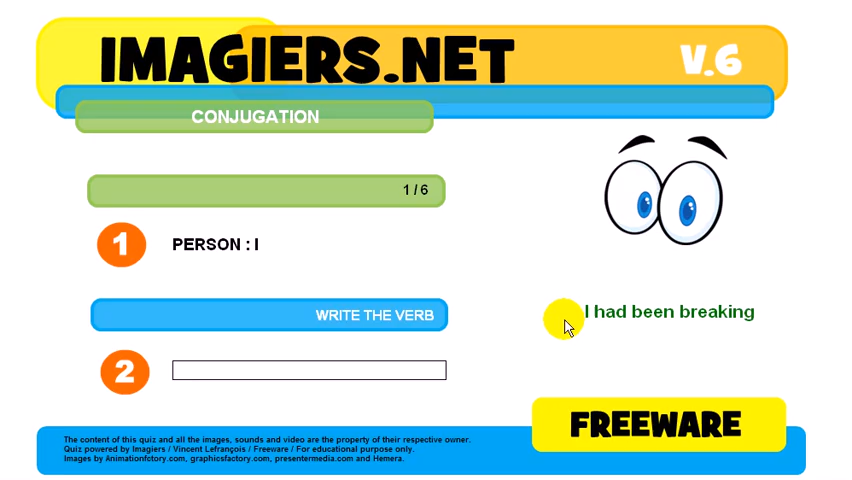 IMAGIERS.NET
V.6
CONJUGATION
1 / 6
1
PERSON : I
WRITE THE VERB
I had been breaking
2
FREEWARE
The content of this quiz and all the images, sounds and video are the property of their respective owner.
Quiz powered by Imagiers / Vincent Lefrançois / Freeware / For educational purpose only.
Images by Animationfctory.com, graphicsfactory.com, presentermedia.com and Hemera.